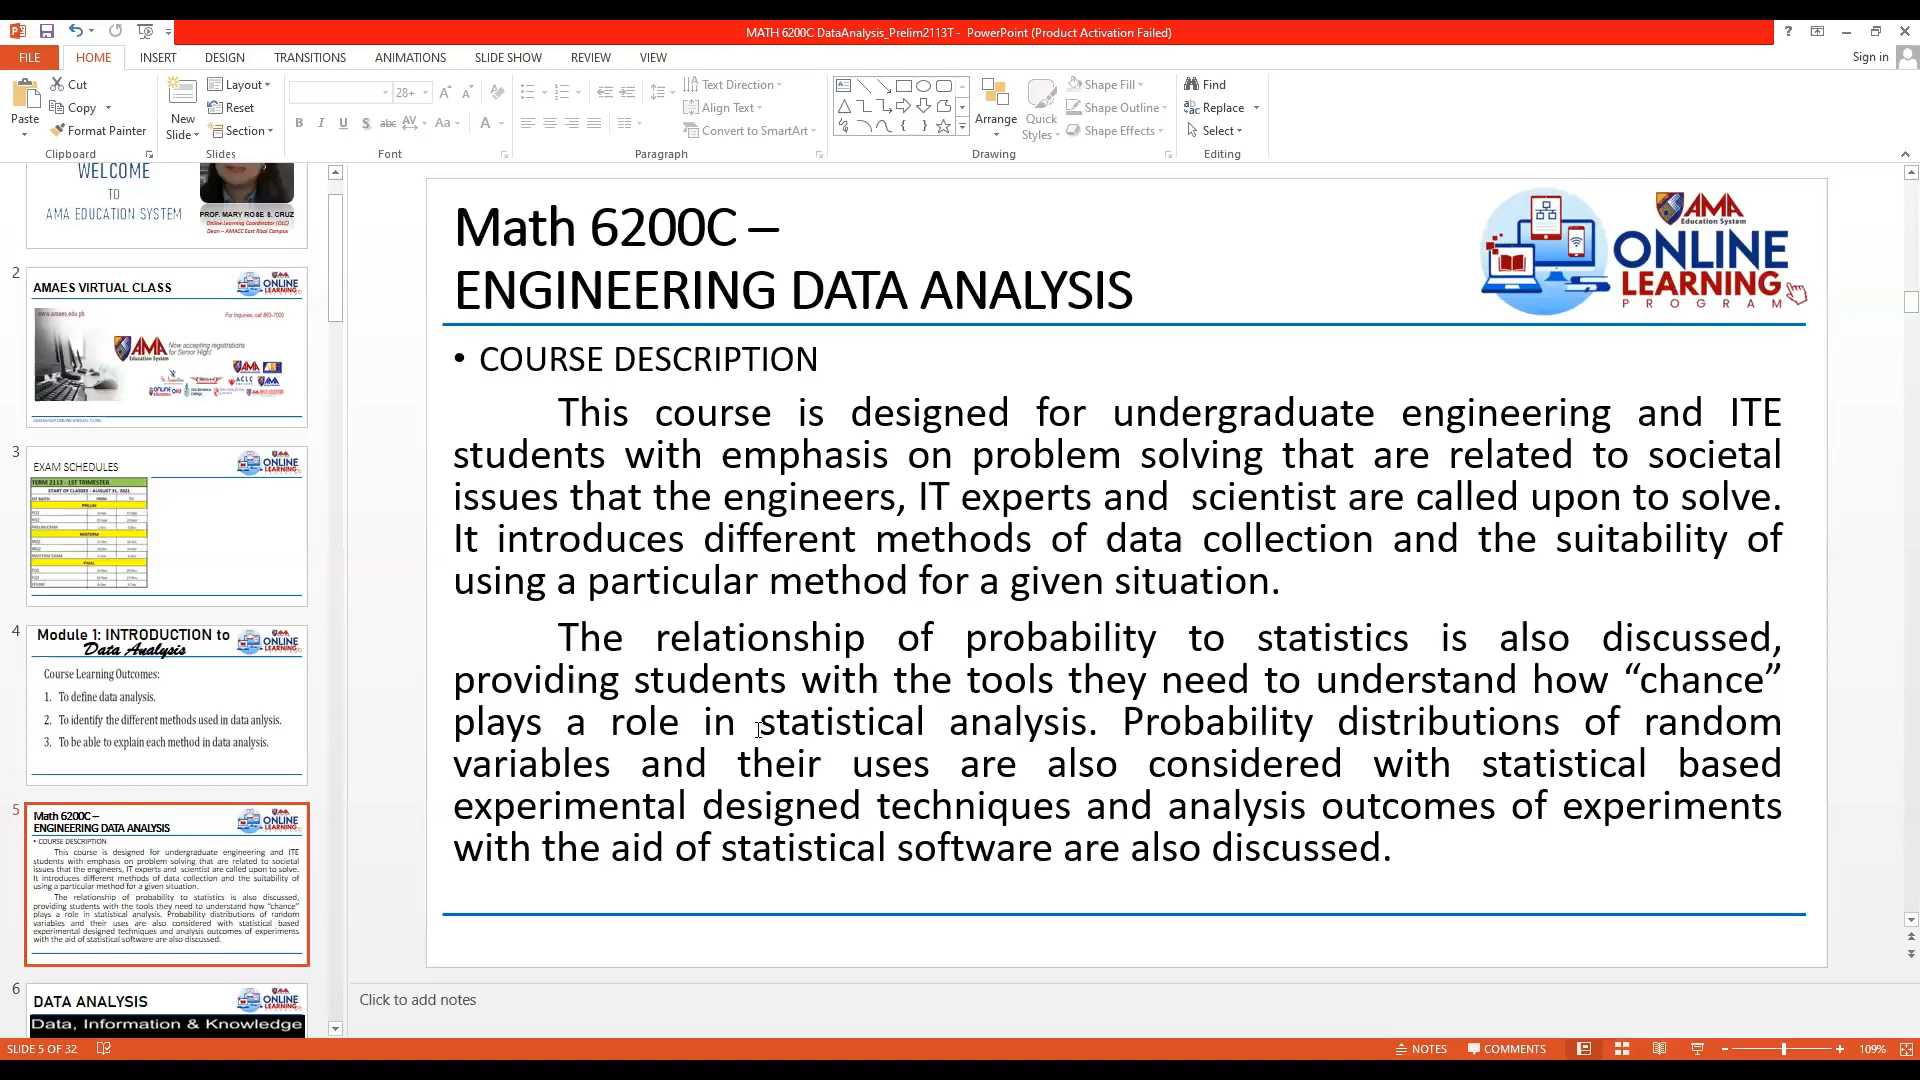 MATH 6200C DataAnalysis_Prelim2113T - PowerPoint (Product Activation Failed)
FILE HOME INSERT DESIGN TRANSITIONS ANIMATIONS SLIDE SHOW REVIEW VIEW
Sign in
Paste
Cut
Copy
Format Painter
Clipboard
New
Slide
Layout
Reset
Section
Slides
28+
Font
Text Direction
Align Text
Convert to SmartArt
Paragraph
Arrange
Quick
Styles
Shape Fill
Shape Outline
Shape Effects
Drawing
Find
Replace
Select
Editing
WELCOME
TO
AMA EDUCATION SYSTEM
PROF. MARY ROSE S. CRUZ
Online Learning Coordinator (OLC)
Dean – AMACC East Rizal Campus
2
AMAES VIRTUAL CLASS
AMA
ONLINE
LEARNING
www.amaes.edu.ph
For Inquiries, call 863-7000
AMA
Education System
Now accepting registrations
for Senior High!
3
EXAM SCHEDULES
ONLINE
LEARNING
TERM 2113 - 1ST TRIMESTER
START OF CLASSES - AUGUST 31, 2021
PRELIM
MIDTERM
FINAL
4
Module 1: INTRODUCTION to
Data Analysis
ONLINE
LEARNING
Course Learning Outcomes:
1. To define data analysis.
2. To identify the different methods used in data anlysis.
3. To be able to explain each method in data analysis.
5
Math 6200C –
ENGINEERING DATA ANALYSIS
ONLINE
LEARNING
• COURSE DESCRIPTION
This course is designed for undergraduate engineering and ITE
students with emphasis on problem solving that are related to societal
issues that the engineers, IT experts and scientist are called upon to solve.
It introduces different methods of data collection and the suitability of
using a particular method for a given situation.
The relationship of probability to statistics is also discussed,
providing students with the tools they need to understand how “chance”
plays a role in statistical analysis. Probability distributions of random
variables and their uses are also considered with statistical based
experimental designed techniques and analysis outcomes of experiments
with the aid of statistical software are also discussed.
6
DATA ANALYSIS
ONLINE
LEARNING
Data, Information & Knowledge
Math 6200C –
ENGINEERING DATA ANALYSIS
AMA
Education System
ONLINE
LEARNING
PROGRAM
• COURSE DESCRIPTION
This course is designed for undergraduate engineering and ITE
students with emphasis on problem solving that are related to societal
issues that the engineers, IT experts and scientist are called upon to solve.
It introduces different methods of data collection and the suitability of
using a particular method for a given situation.
The relationship of probability to statistics is also discussed,
providing students with the tools they need to understand how “chance”
plays a role in statistical analysis. Probability distributions of random
variables and their uses are also considered with statistical based
experimental designed techniques and analysis outcomes of experiments
with the aid of statistical software are also discussed.
Click to add notes
SLIDE 5 OF 32
NOTES COMMENTS 109%